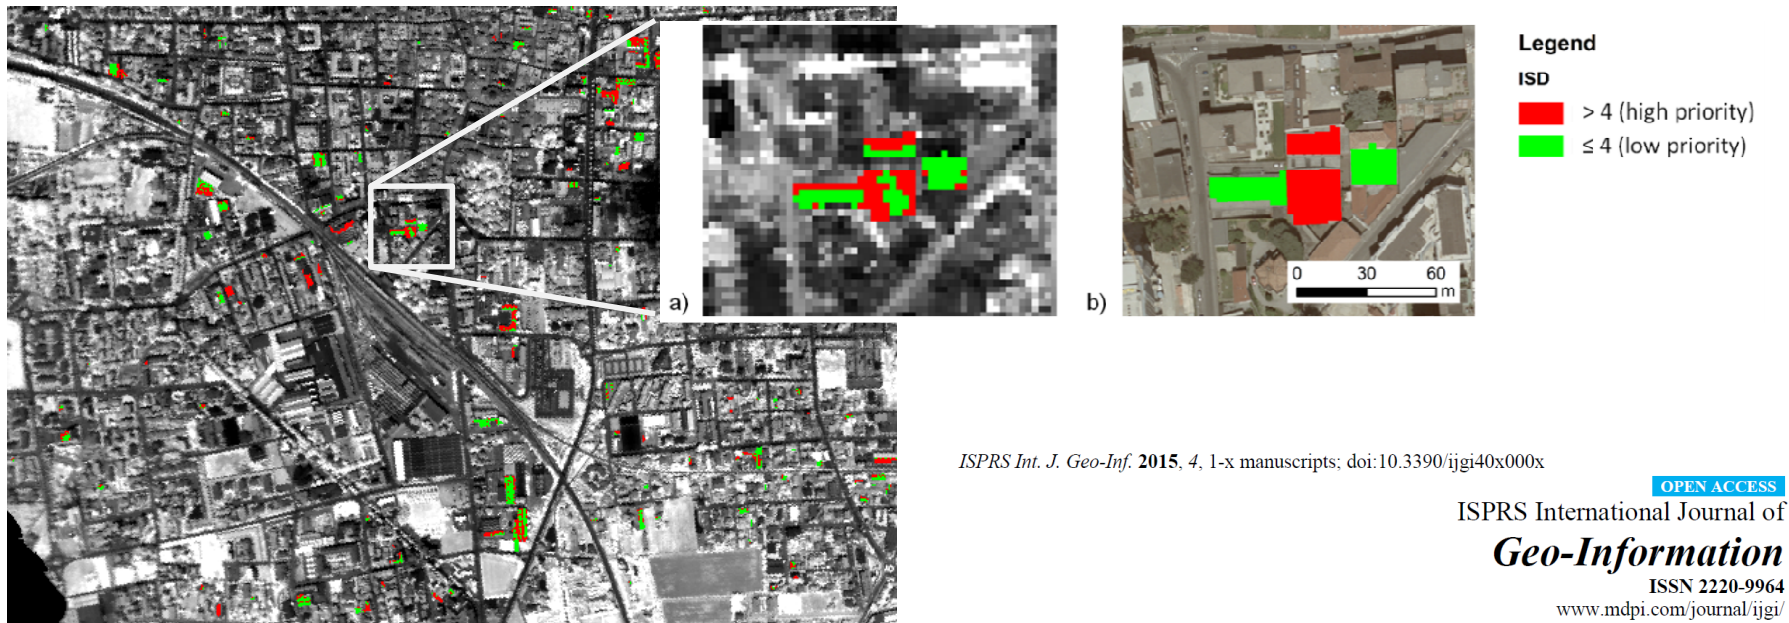 a)
b)
0 30 60
m
Legend
ISD
> 4 (high priority)
≤ 4 (low priority)
ISPRS Int. J. Geo-Inf. 2015, 4, 1-x manuscripts; doi:10.3390/ijgi40x000x
OPEN ACCESS
ISPRS International Journal of
Geo-Information
ISSN 2220-9964
www.mdpi.com/journal/ijgi/